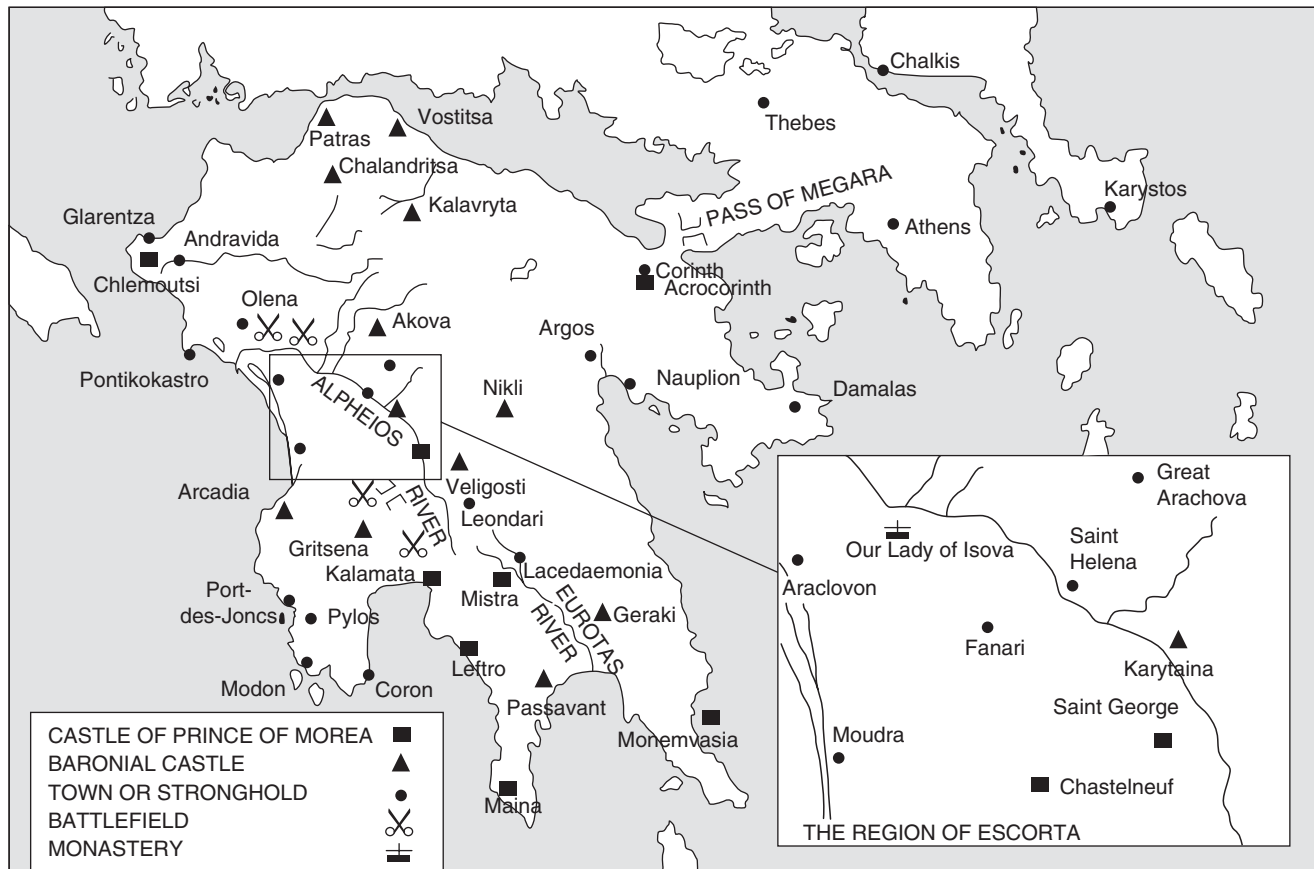 Chalkis
Thebes
Vostitsa
Patras
Chalandritsa
PASS OF MEGARA
Karystos
Kalavryta
Glarentza
Andravida
Athens
Chlemoutsi
Corinth
Acrocorinth
Olena
Akova
Argos
Pontikokastro
Nauplion
Damalas
Nikli
ALPHEIOS
RIVER
Arcadia
Veligosti
Leondari
Gritsena
Kalamata
Lacedaemonia
Mistra
EUROTAS
RIVER
Geraki
Port-
des-Joncs
Pylos
Leftro
Modon
Coron
Passavant
Monemvasia
Maina
Great
Arachova
Our Lady of Isova
Saint
Helena
Araclovon
Fanari
Karytaina
Saint George
Moudra
Chastelneuf
THE REGION OF ESCORTA
CASTLE OF PRINCE OF MOREA
BARONIAL CASTLE
TOWN OR STRONGHOLD
BATTLEFIELD
MONASTERY